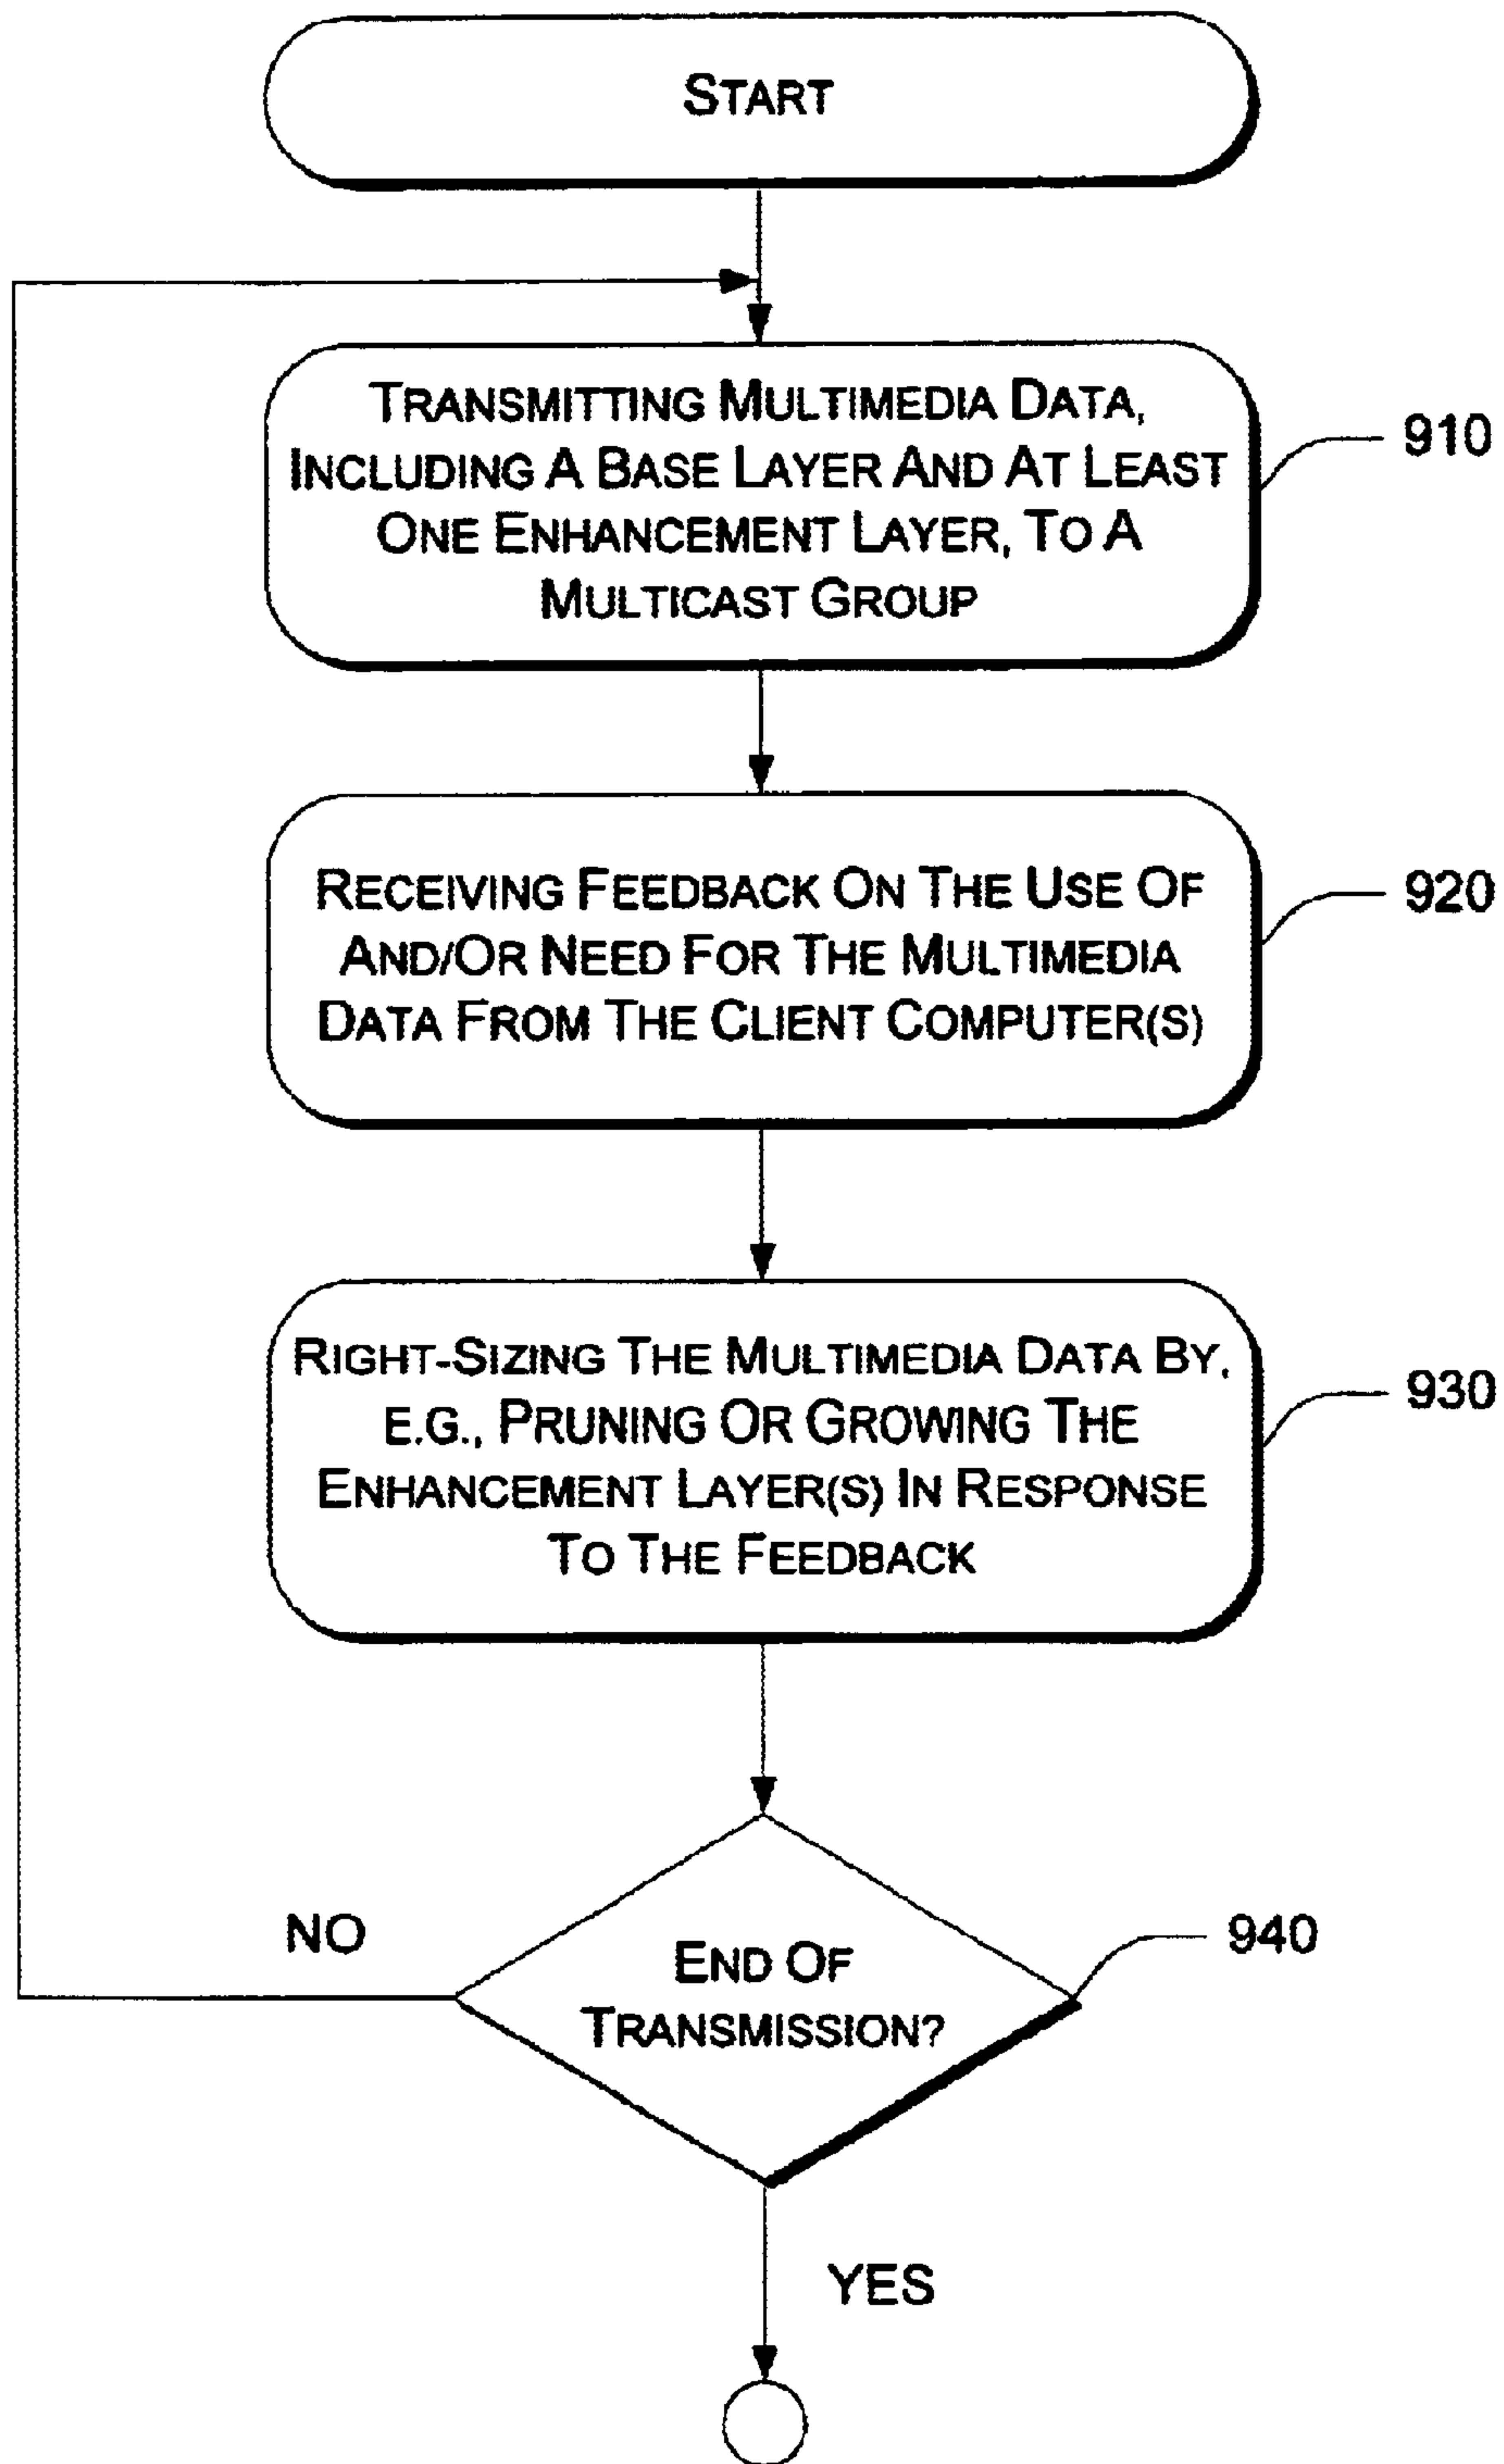 START
TRANSMITTING MULTIMEDIA DATA,
INCLUDING A BASE LAYER AND AT LEAST
ONE ENHANCEMENT LAYER, TO A
MULTICAST GROUP
910
RECEIVING FEEDBACK ON THE USE OF
AND/OR NEED FOR THE MULTIMEDIA
DATA FROM THE CLIENT COMPUTER(S)
920
RIGHT-SIZING THE MULTIMEDIA DATA BY,
E.G., PRUNING OR GROWING THE
ENHANCEMENT LAYER(S) IN RESPONSE
TO THE FEEDBACK
930
NO
END OF
TRANSMISSION?
940
YES